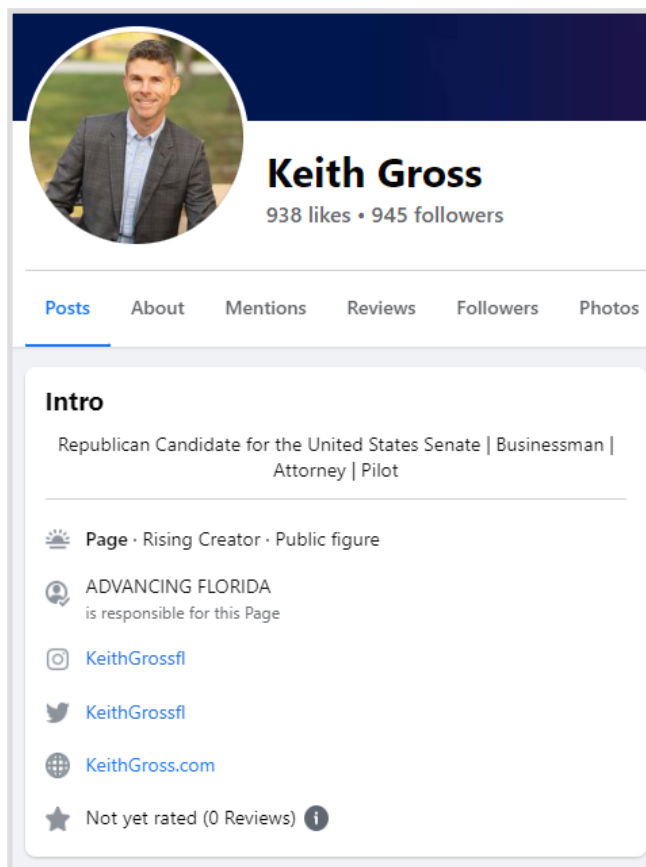 Keith Gross
938 likes • 945 followers
Posts About Mentions Reviews Followers Photos
Intro
Republican Candidate for the United States Senate | Businessman |
Attorney | Pilot
Page · Rising Creator · Public figure
ADVANCING FLORIDA
is responsible for this Page
KeithGrossfl
KeithGrossfl
KeithGross.com
Not yet rated (0 Reviews) i